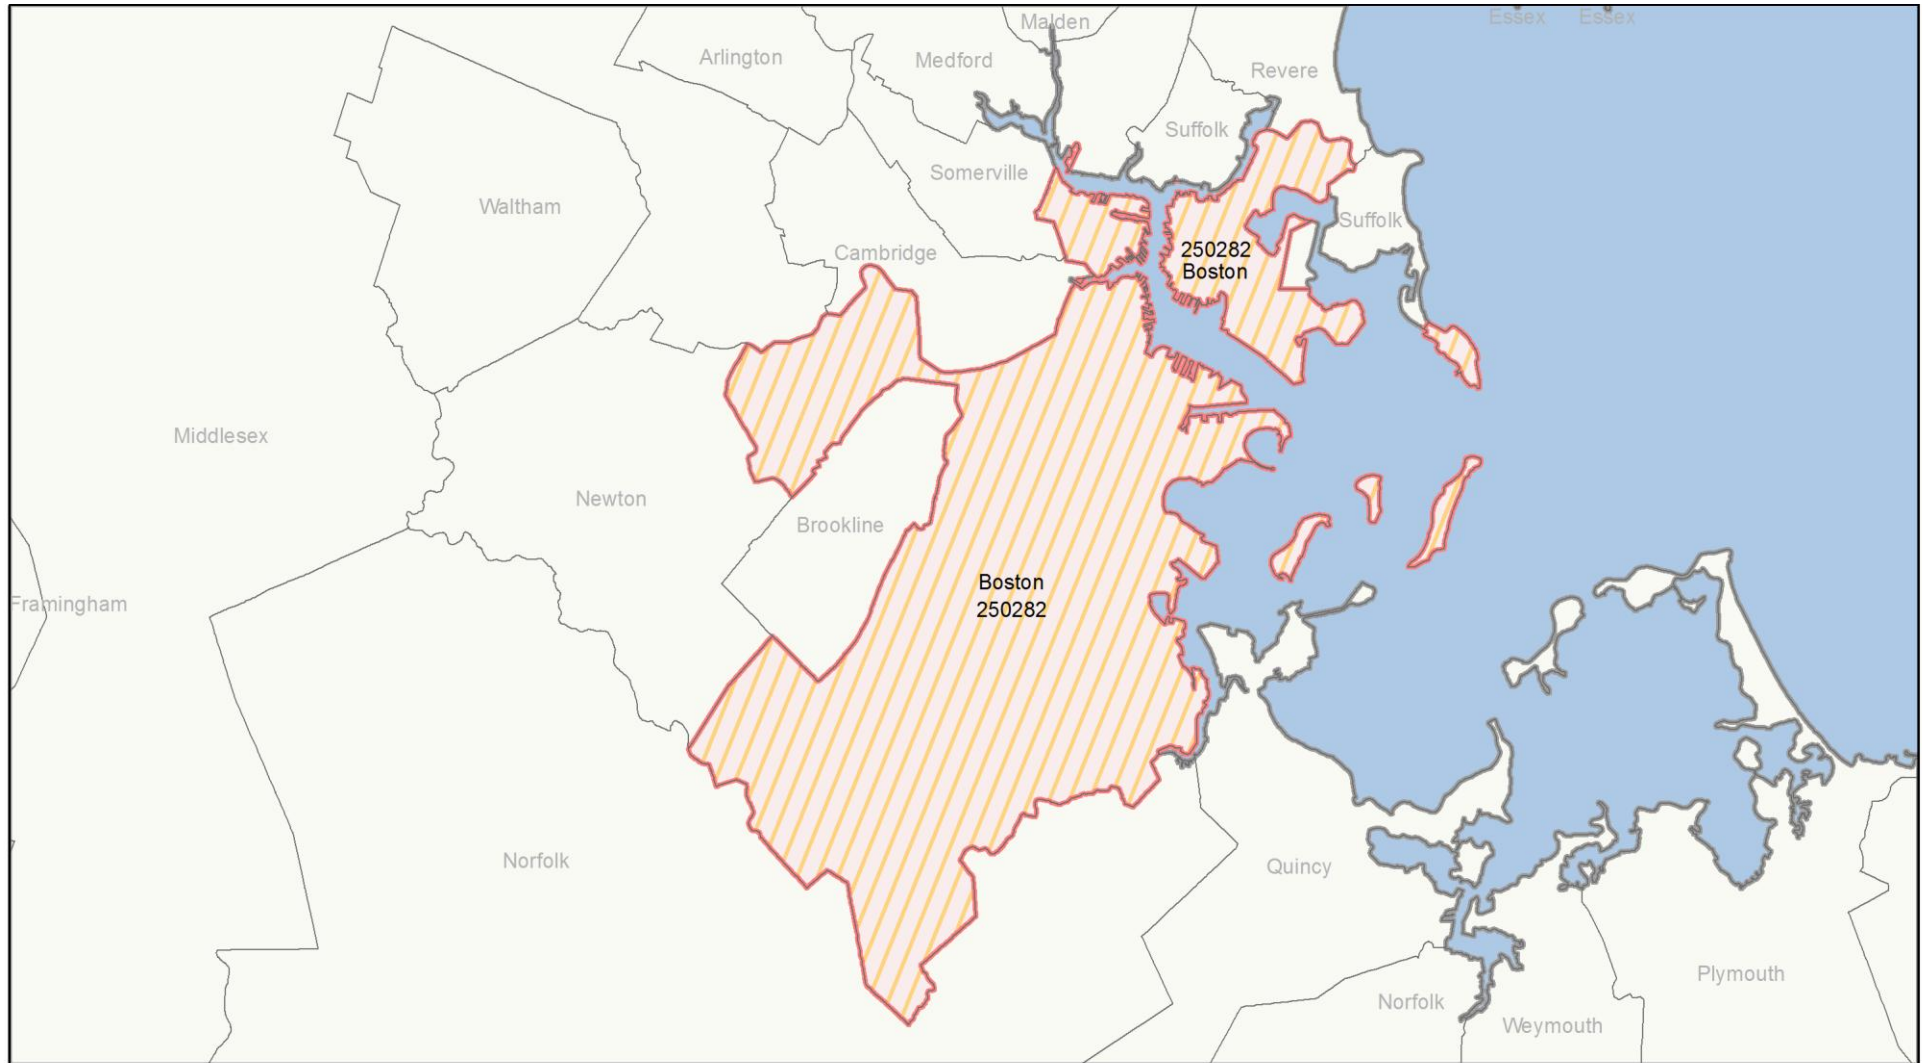 Essex
Essex
Malden
Arlington
Medford
Revere
Suffolk
Somerville
Waltham
Suffolk
Cambridge
250282
Boston
Middlesex
Newton
Brookline
Boston
250282
Framingham
Norfolk
Quincy
Plymouth
Norfolk
Weymouth